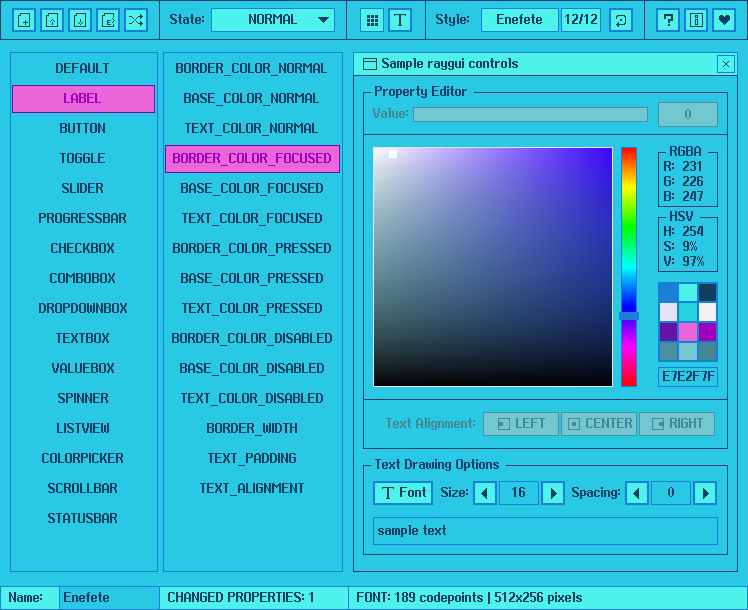 State: NORMAL Style: Enefete 12/12
DEFAULT
LABEL
BUTTON
TOGGLE
SLIDER
PROGRESSBAR
CHECKBOX
COMBOBOX
DROPDOWNBOX
TEXTBOX
VALUEBOX
SPINNER
LISTVIEW
COLORPICKER
SCROLLBAR
STATUSBAR
BORDER_COLOR_NORMAL
BASE_COLOR_NORMAL
TEXT_COLOR_NORMAL
BORDER_COLOR_FOCUSED
BASE_COLOR_FOCUSED
TEXT_COLOR_FOCUSED
BORDER_COLOR_PRESSED
BASE_COLOR_PRESSED
TEXT_COLOR_PRESSED
BORDER_COLOR_DISABLED
BASE_COLOR_DISABLED
TEXT_COLOR_DISABLED
BORDER_WIDTH
TEXT_PADDING
TEXT_ALIGNMENT
Sample raygui controls
Property Editor
Value: 0
RGBA
R: 231
G: 226
B: 247
HSV
H: 254
S: 9%
V: 97%
E7E2F7F
Text Alignment: LEFT CENTER RIGHT
Text Drawing Options
Font Size: 16 Spacing: 0
sample text
Name: Enefete CHANGED PROPERTIES: 1 FONT: 189 codepoints | 512x256 pixels